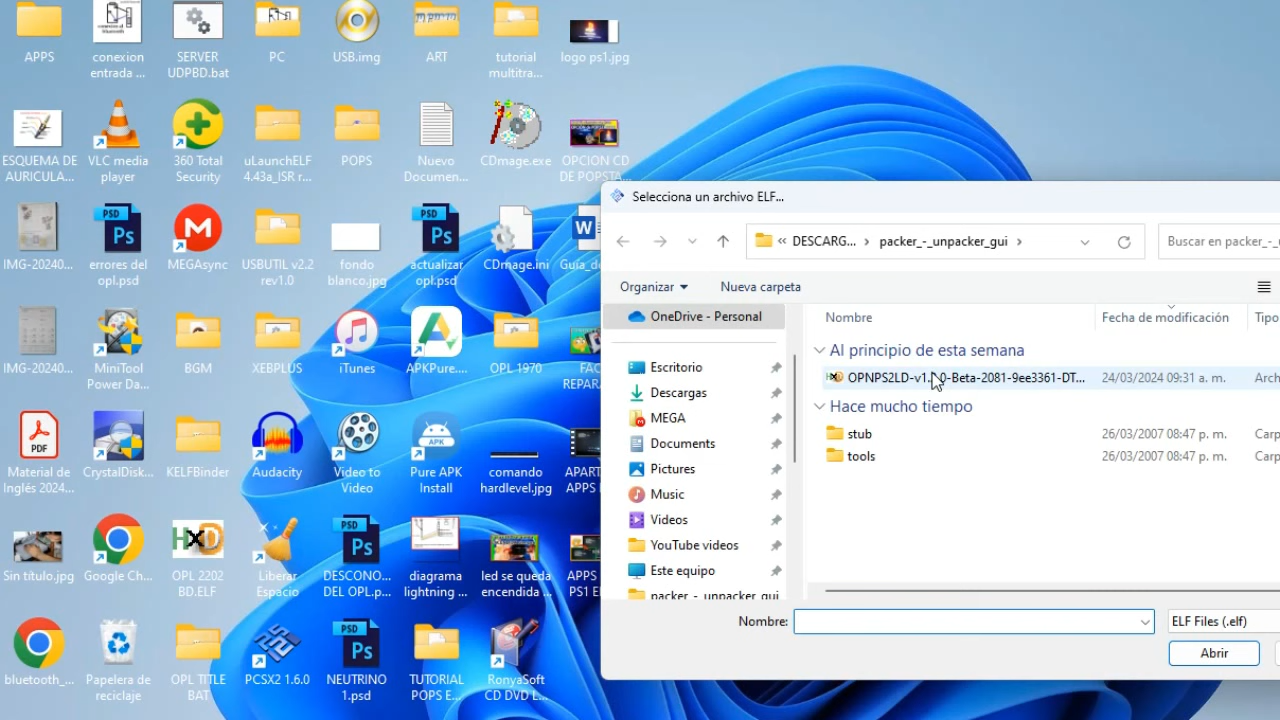 APPS
conexion
entrada ...
SERVER
UDPBD.bat
PC
USB.img
ART
tutorial
multitra...
logo ps1.jpg
ESQUEMA DE
AURICULA...
VLC media
player
360 Total
Security
uLaunchELF
4.43a_ISR r...
POPS
Nuevo
Documen...
CDmage.exe
OPCION CD
DE POPSTA...
IMG-20240...
errores del
opl.psd
MEGAsync
USBUTIL v2.2
rev1.0
fondo
blanco.jpg
actualizar
opl.psd
CDmage.ini
Guia_de
IMG-20240...
MiniTool
Power Da...
BGM
XEBPLUS
iTunes
APKPure...
OPL 1970
FAC
REPARA
Material de
Inglés 2024...
CrystalDisk...
KELFBinder
Audacity
Video to
Video
Pure APK
Install
comando
hardlevel.jpg
APART
APPS
Sin título.jpg
Google Ch...
OPL 2202
BD.ELF
Liberar
Espacio
DESCONO...
DEL OPL.p...
diagrama
lightning ...
led se queda
encendida ...
APPS
PS1 E
bluetooth_...
Papelera de
reciclaje
OPL TITLE
BAT
PCSX2 1.6.0
NEUTRINO
1.psd
TUTORIAL
POPS E...
RonyaSoft
CD DVD L...
Selecciona un archivo ELF...
« DESCARG... › packer_-_unpacker_gui ›
Buscar en packer_-_
Organizar
Nueva carpeta
OneDrive - Personal
Escritorio
Descargas
MEGA
Documents
Pictures
Music
Videos
YouTube videos
Este equipo
packer_-_unpacker_gui
Nombre
Fecha de modificación
Tipo
Al principio de esta semana
24/03/2024 09:31 a. m.
Arch
Hace mucho tiempo
stub
26/03/2007 08:47 p. m.
Carp
tools
26/03/2007 08:47 p. m.
Carp
Nombre:
ELF Files (.elf)
Abrir